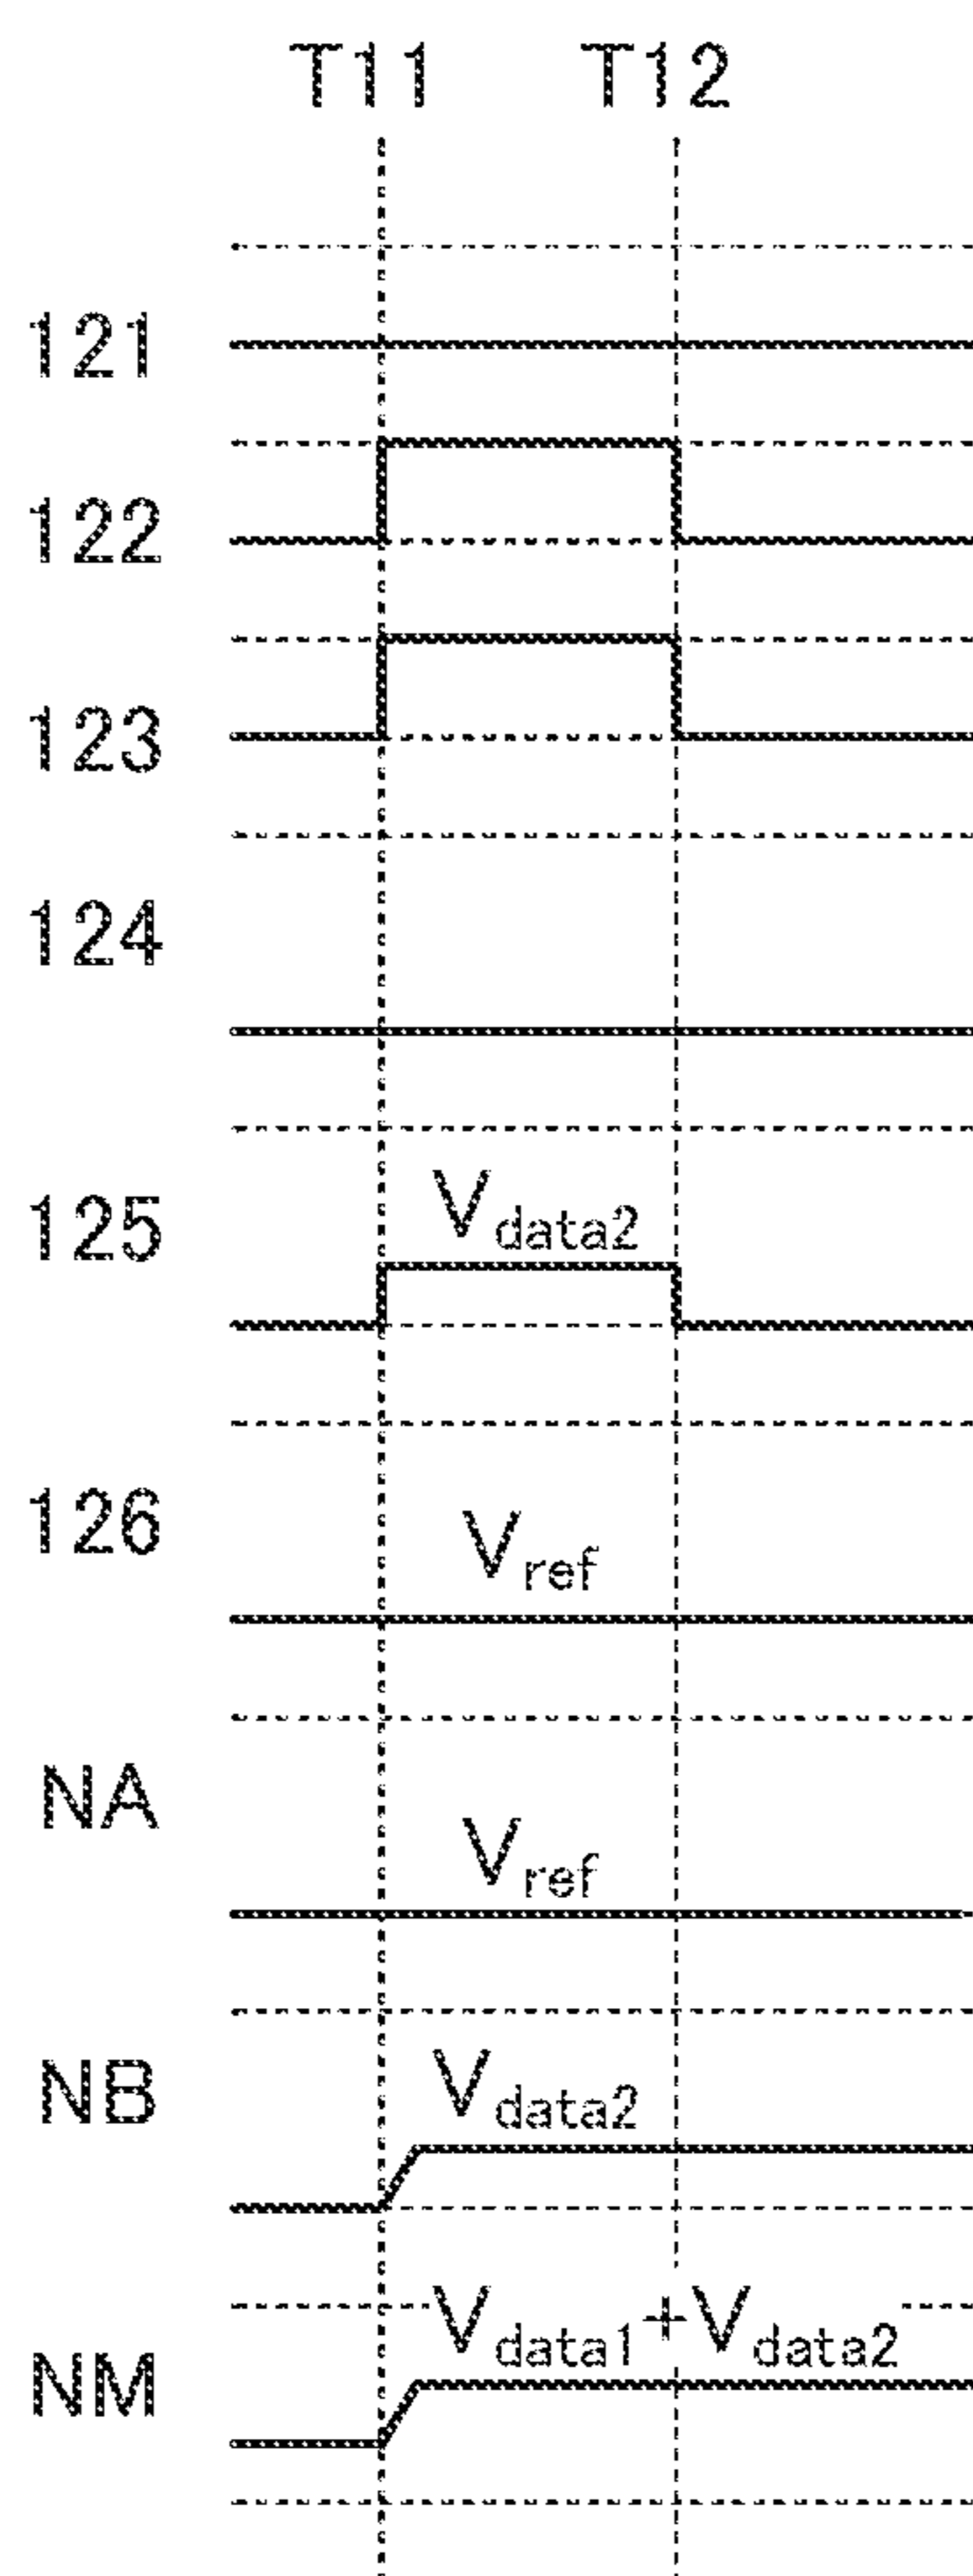 T11 T12
121
122
123
124
125 Vdata2
126 Vref
NA Vref
NB Vdata2
NM Vdata1+Vdata2